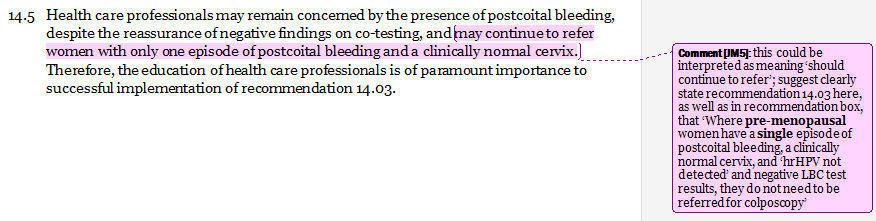 14.5 Health care professionals may remain concerned by the presence of postcoital bleeding,
despite the reassurance of negative findings on co-testing, and may continue to refer
women with only one episode of postcoital bleeding and a clinically normal cervix.
Therefore, the education of health care professionals is of paramount importance to
successful implementation of recommendation 14.03.
Comment [JM5]: this could be
interpreted as meaning ‘should
continue to refer’; suggest clearly
state recommendation 14.03 here,
as well as in recommendation box,
that ‘Where pre-menopausal
women have a single episode of
postcoital bleeding, a clinically
normal cervix, and ‘hrHPV not
detected’ and negative LBC test
results, they do not need to be
referred for colposcopy’